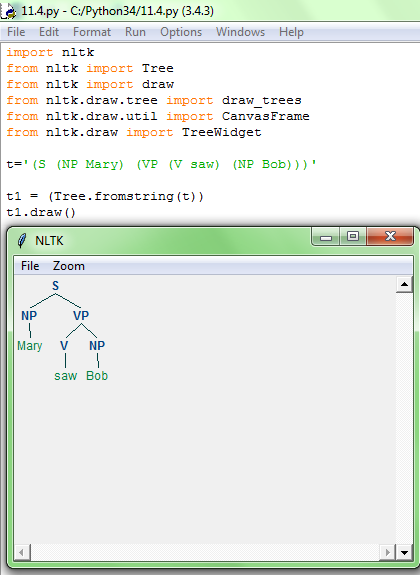 11.4.py - C:/Python34/11.4.py (3.4.3)
File Edit Format Run Options Windows Help
import nltk
from nltk import Tree
from nltk import draw
from nltk.draw.tree import draw_trees
from nltk.draw.util import CanvasFrame
from nltk.draw import TreeWidget
t='(S (NP Mary) (VP (V saw) (NP Bob)))'
t1 = (Tree.fromstring(t))
t1.draw()
NLTK
File Zoom
S
NP VP
Mary V NP
saw Bob